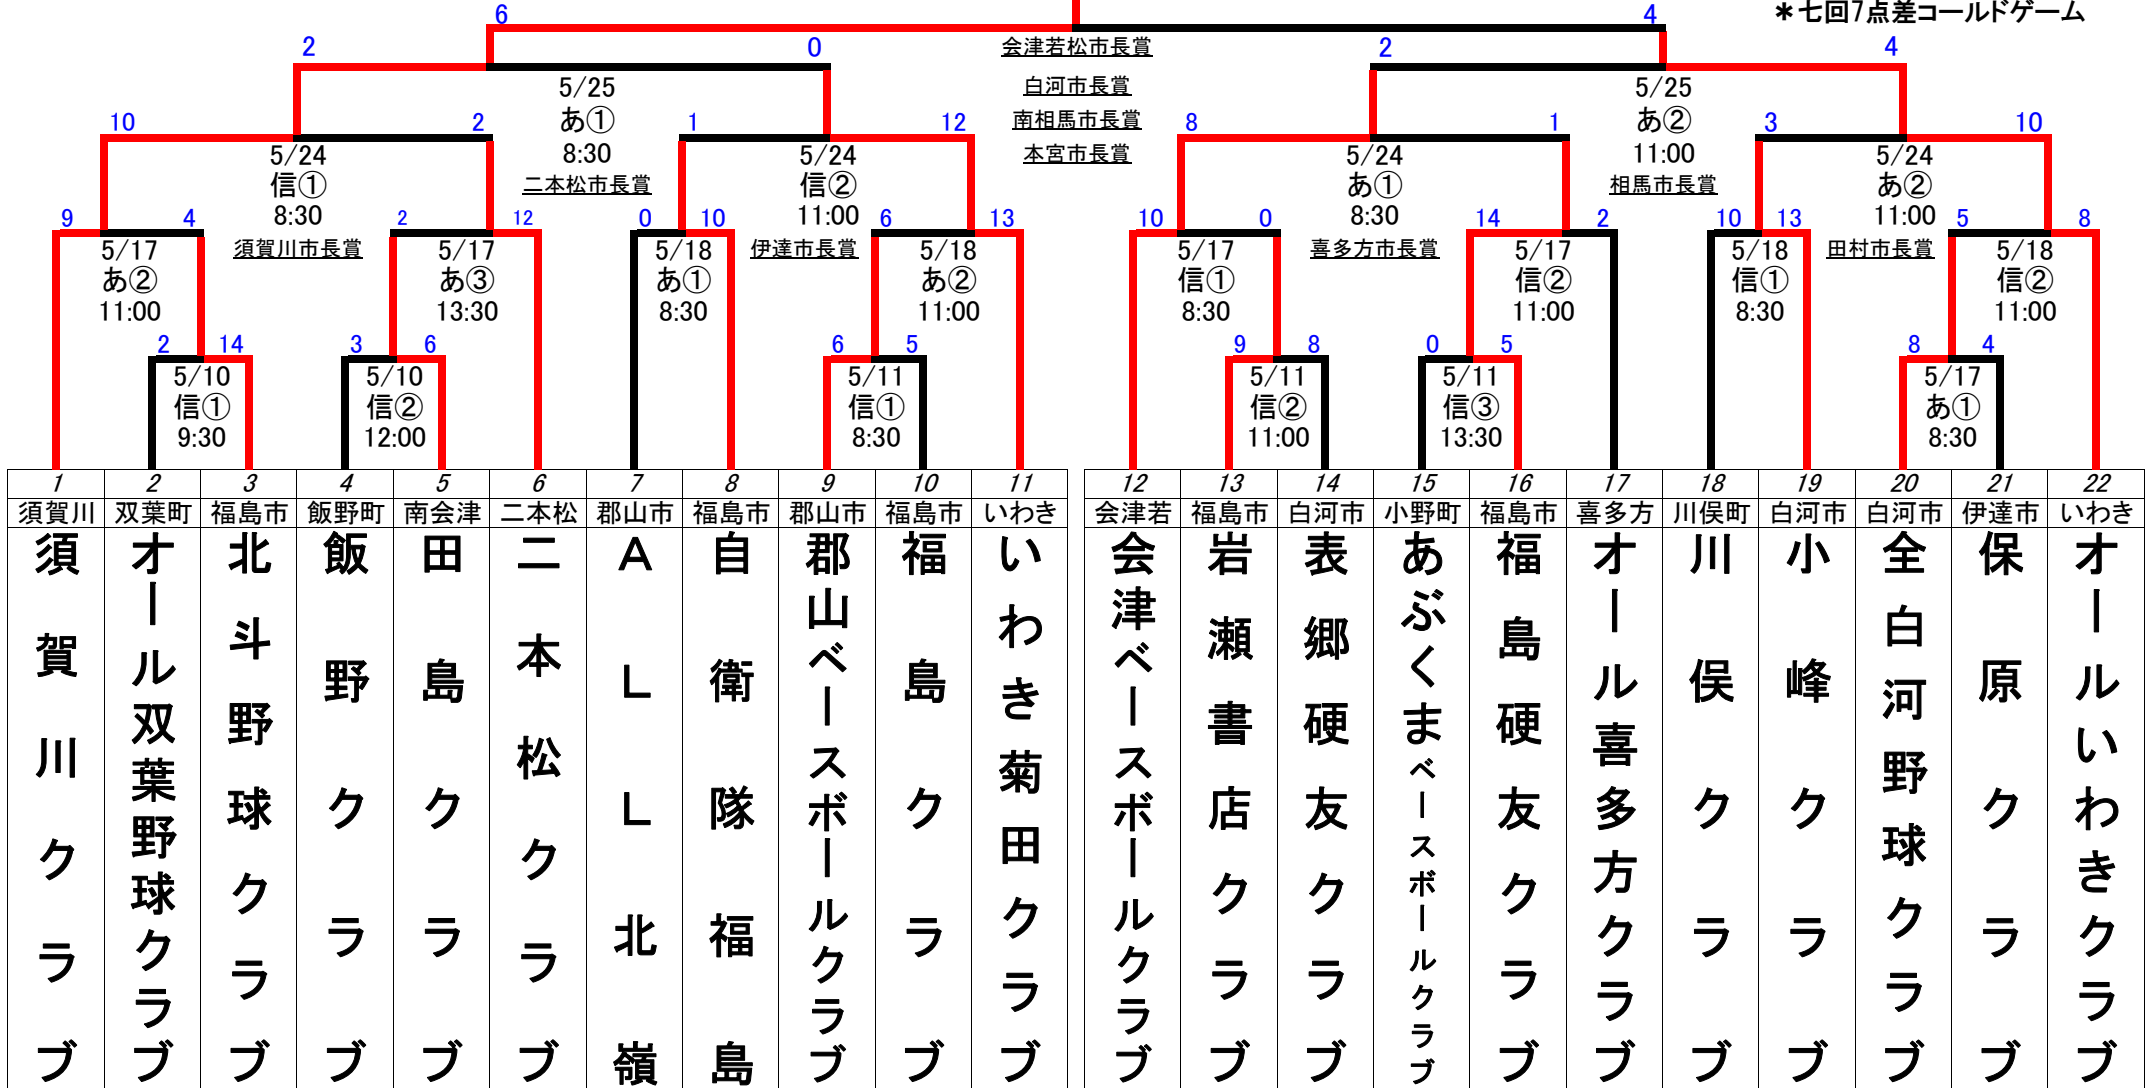 6
4
＊七回7点差コールドゲーム
2
0
会津若松市長賞
2
4
5/25
あ①
8:30
白河市長賞
南相馬市長賞
本宮市長賞
5/25
あ②
11:00
10
2
1
12
8
1
3
10
5/24
信①
8:30
二本松市長賞
5/24
信②
11:00
5/24
あ①
8:30
相馬市長賞
5/24
あ②
11:00
9
4
2
12
0
10
6
13
10
0
14
2
10
13
5
8
5/17
あ②
11:00
須賀川市長賞
5/17
あ③
13:30
5/18
あ①
8:30
伊達市長賞
5/18
あ②
11:00
5/17
信①
8:30
喜多方市長賞
5/17
信②
11:00
5/18
信①
8:30
田村市長賞
5/18
信②
11:00
2
14
3
6
6
5
9
8
0
5
8
4
5/10
信①
9:30
5/10
信②
12:00
5/11
信①
8:30
5/11
信②
11:00
5/11
信③
13:30
5/17
あ①
8:30
1 2 3 4 5 6 7 8 9 10 11 12 13 14 15 16 17 18 19 20 21 22
須賀川 双葉町 福島市 飯野町 南会津 二本松 郡山市 福島市 郡山市 福島市 いわき 会津若 福島市 白河市 小野町 福島市 喜多方 川俣町 白河市 白河市 伊達市 いわき
須賀川クラブ
オール双葉野球クラブ
北斗野球クラブ
飯野クラブ
田島クラブ
二本松クラブ
ＡＬＬ北嶺
自衛隊福島
郡山ベースボールクラブ
福島クラブ
いわき菊田クラブ
会津ベースボールクラブ
岩瀬書店クラブ
表郷硬友クラブ
あぶくまベースボールクラブ
福島硬友クラブ
オール喜多方クラブ
川俣クラブ
小峰クラブ
全白河野球クラブ
保原クラブ
オールいわきクラブ